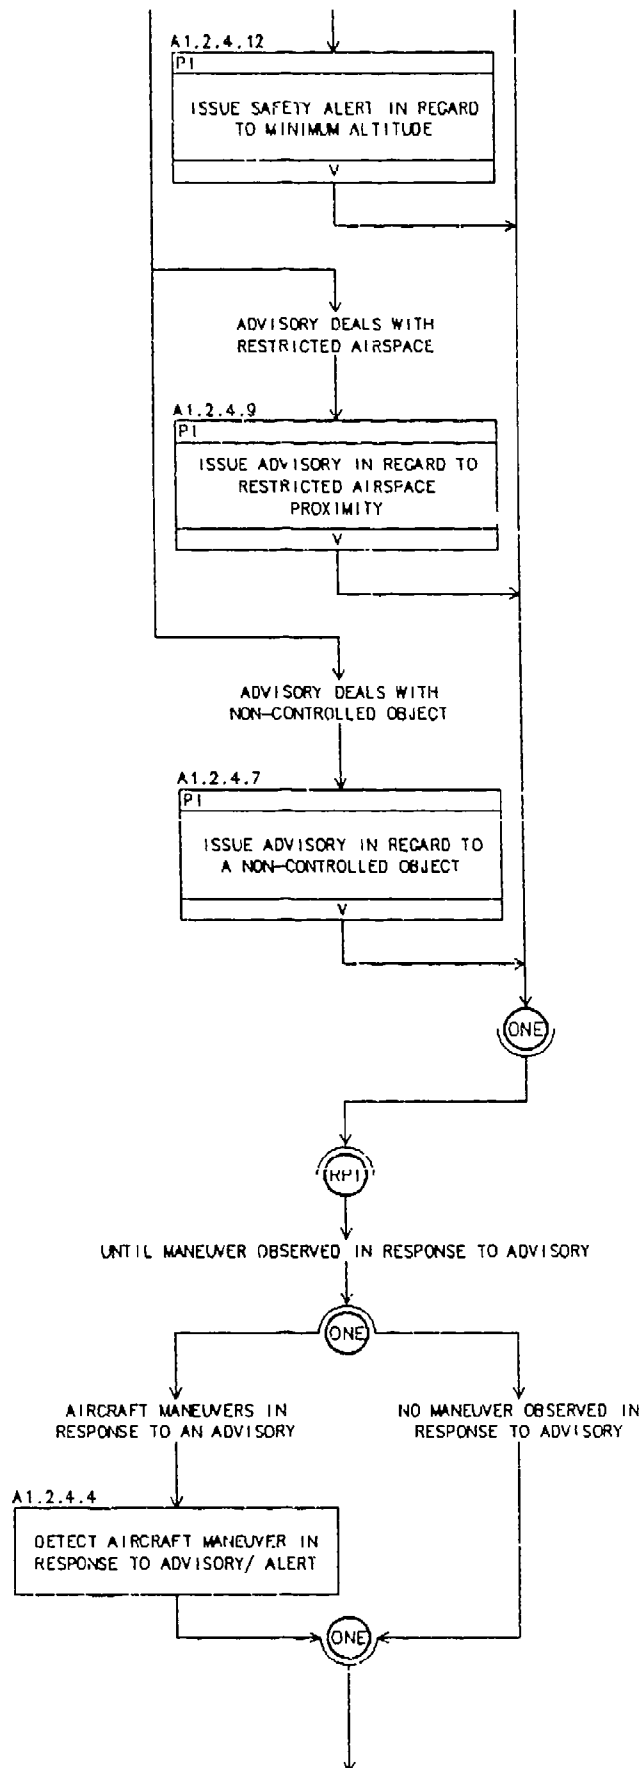 A1.2.4.12
P1
ISSUE SAFETY ALERT IN REGARD
TO MINIMUM ALTITUDE
V
ADVISORY DEALS WITH
RESTRICTED AIRSPACE
A1.2.4.9
P1
ISSUE ADVISORY IN REGARD TO
RESTRICTED AIRSPACE
PROXIMITY
V
ADVISORY DEALS WITH
NON-CONTROLLED OBJECT
A1.2.4.7
P1
ISSUE ADVISORY IN REGARD TO
A NON-CONTROLLED OBJECT
V
ONE
RPT
UNTIL MANEUVER OBSERVED IN RESPONSE TO ADVISORY
ONE
AIRCRAFT MANEUVERS IN
RESPONSE TO AN ADVISORY
NO MANEUVER OBSERVED IN
RESPONSE TO ADVISORY
A1.2.4.4
DETECT AIRCRAFT MANEUVER IN
RESPONSE TO ADVISORY/ ALERT
ONE